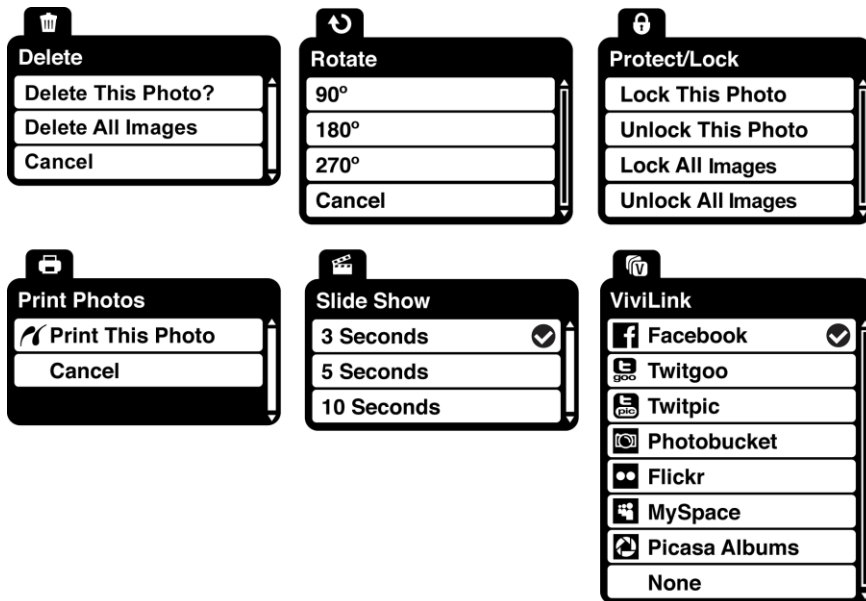 Delete
Delete This Photo?
Delete All Images
Cancel
Rotate
90º
180º
270º
Cancel
Protect/Lock
Lock This Photo
Unlock This Photo
Lock All Images
Unlock All Images
Print Photos
Print This Photo
Cancel
Slide Show
3 Seconds
5 Seconds
10 Seconds
V
ViviLink
f Facebook
t goo Twitgoo
t pic Twitpic
Photobucket
Flickr
MySpace
Picasa Albums
None